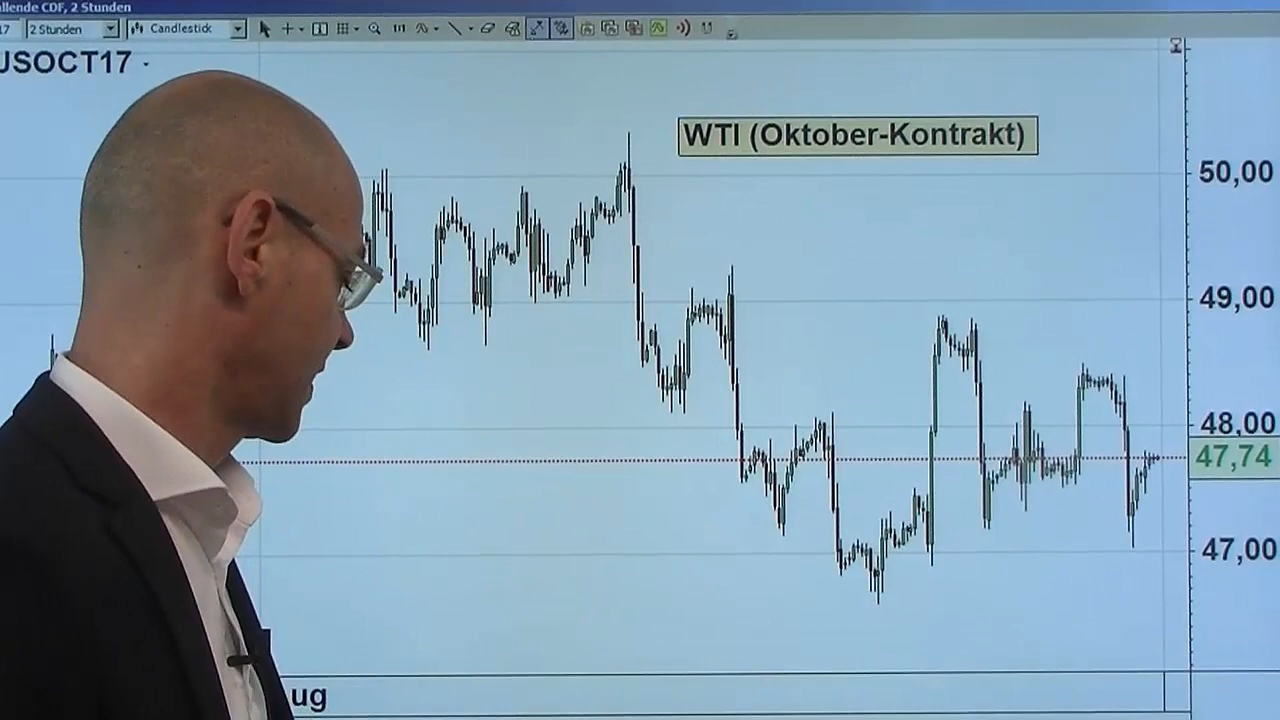 llende CDF, 2 Stunden
17 2 Stunden Candlestick
USOCT17
WTI (Oktober-Kontrakt)
50,00
49,00
48,00
47,74
47,00
ug